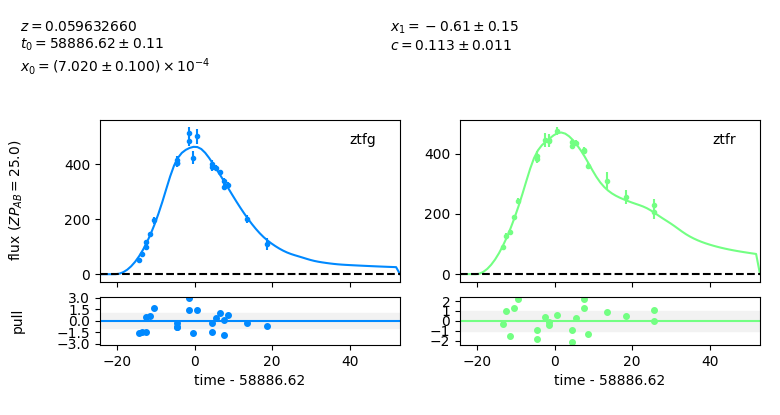 z = 0.059632660
t₀ = 58886.62 ± 0.11
x₀ = (7.020 ± 0.100) × 10⁻⁴
x₁ = −0.61 ± 0.15
c = 0.113 ± 0.011
flux (ZP_AB = 25.0)
400
200
0
ztfg
400
200
0
ztfr
pull
3.0
1.5
0.0
−1.5
−3.0
−20 0 20 40
time - 58886.62
2
1
0
−1
−2
−20 0 20 40
time - 58886.62